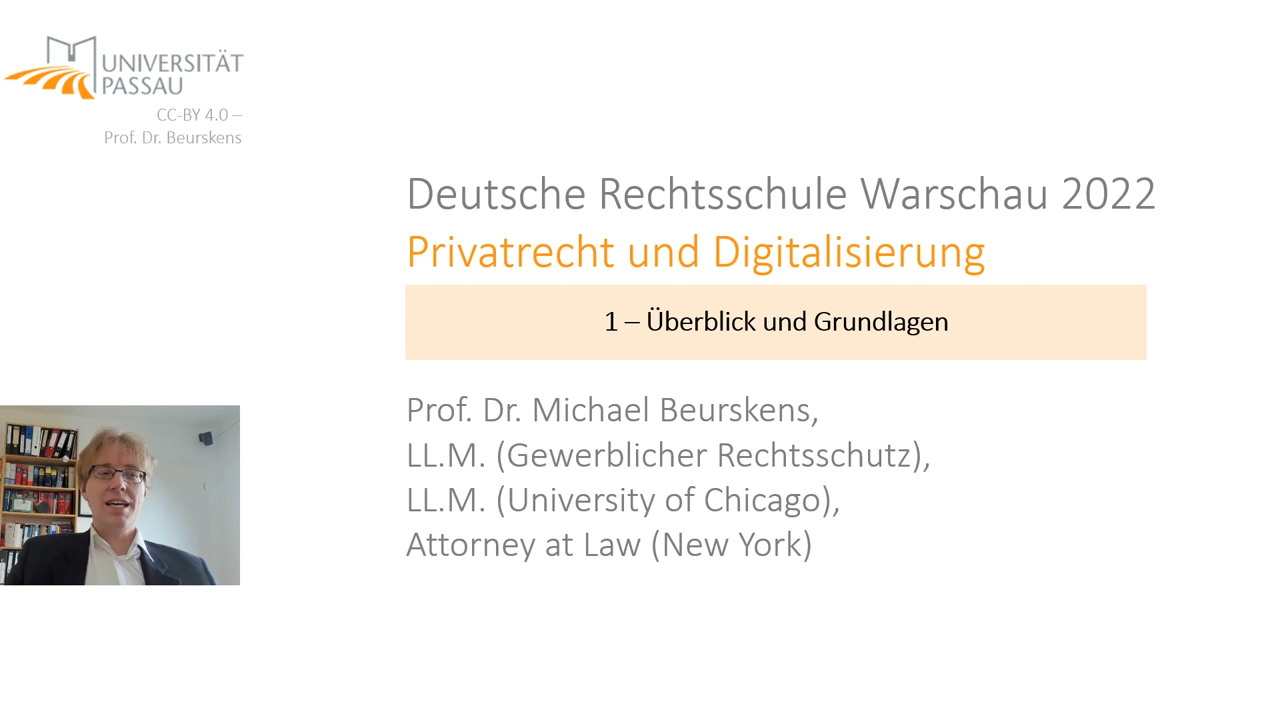 UNIVERSITÄT
PASSAU
CC-BY 4.0 –
Prof. Dr. Beurskens
Deutsche Rechtsschule Warschau 2022
Privatrecht und Digitalisierung
1 – Überblick und Grundlagen
Prof. Dr. Michael Beurskens,
LL.M. (Gewerblicher Rechtsschutz),
LL.M. (University of Chicago),
Attorney at Law (New York)